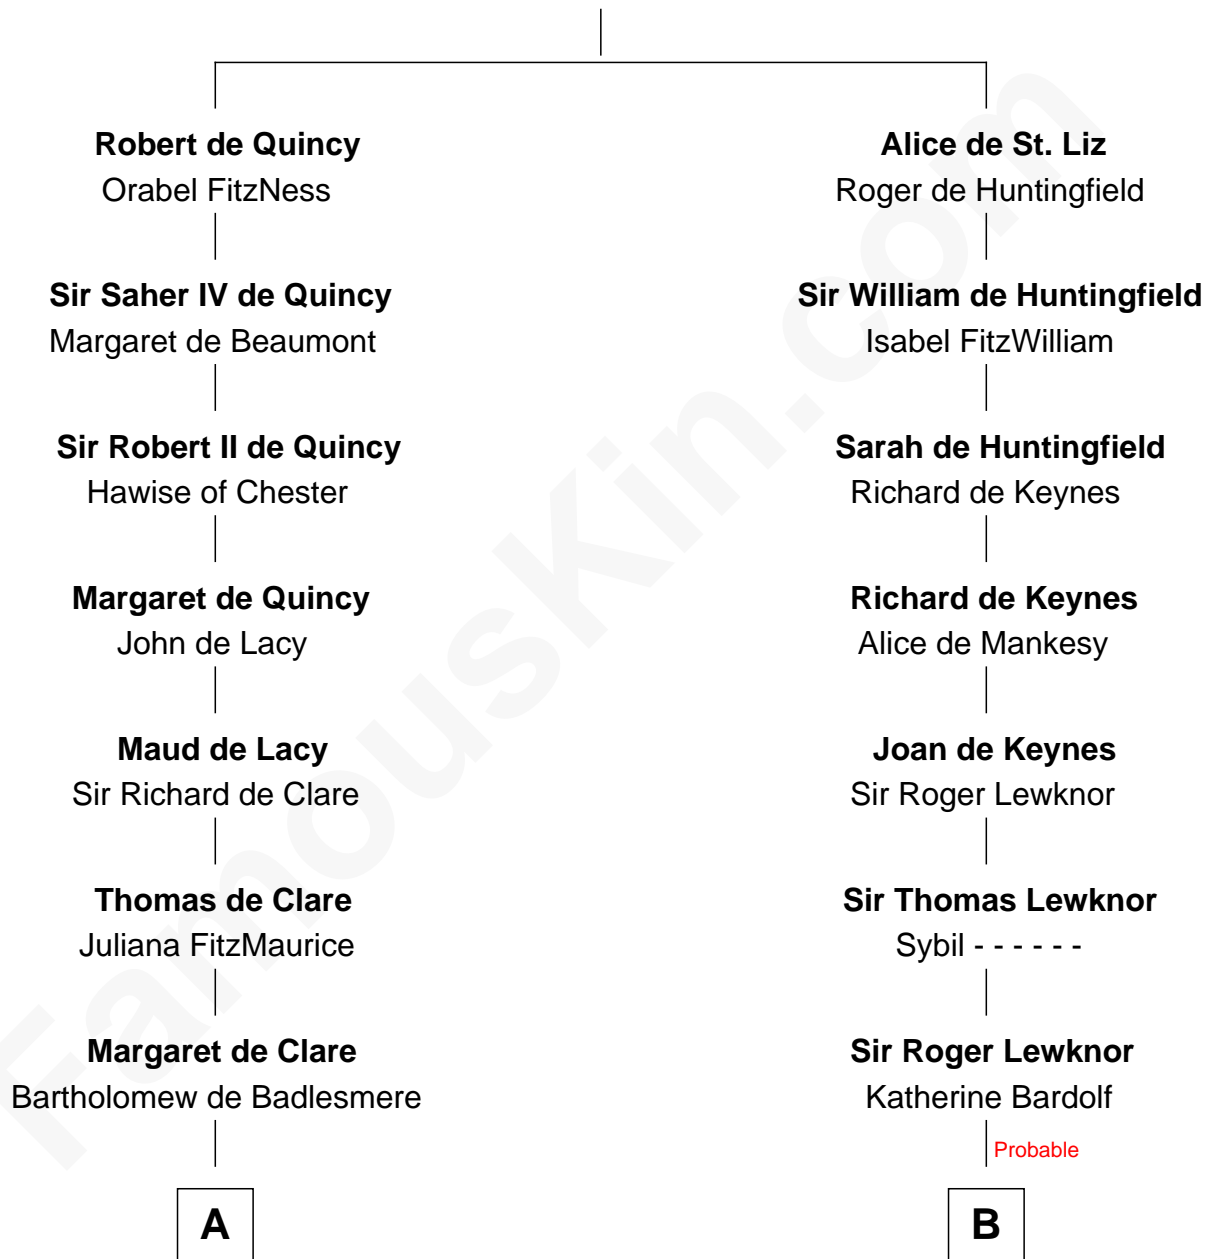 Robert de Quincy
Orabel FitzNess
Sir Saher IV de Quincy
Margaret de Beaumont
Sir Robert II de Quincy
Hawise of Chester
Margaret de Quincy
John de Lacy
Maud de Lacy
Sir Richard de Clare
Thomas de Clare
Juliana FitzMaurice
Margaret de Clare
Bartholomew de Badlesmere
A
Alice de St. Liz
Roger de Huntingfield
Sir William de Huntingfield
Isabel FitzWilliam
Sarah de Huntingfield
Richard de Keynes
Richard de Keynes
Alice de Mankesy
Joan de Keynes
Sir Roger Lewknor
Sir Thomas Lewknor
Sybil - - - - - -
Sir Roger Lewknor
Katherine Bardolf
Probable
B
FamousKin.com